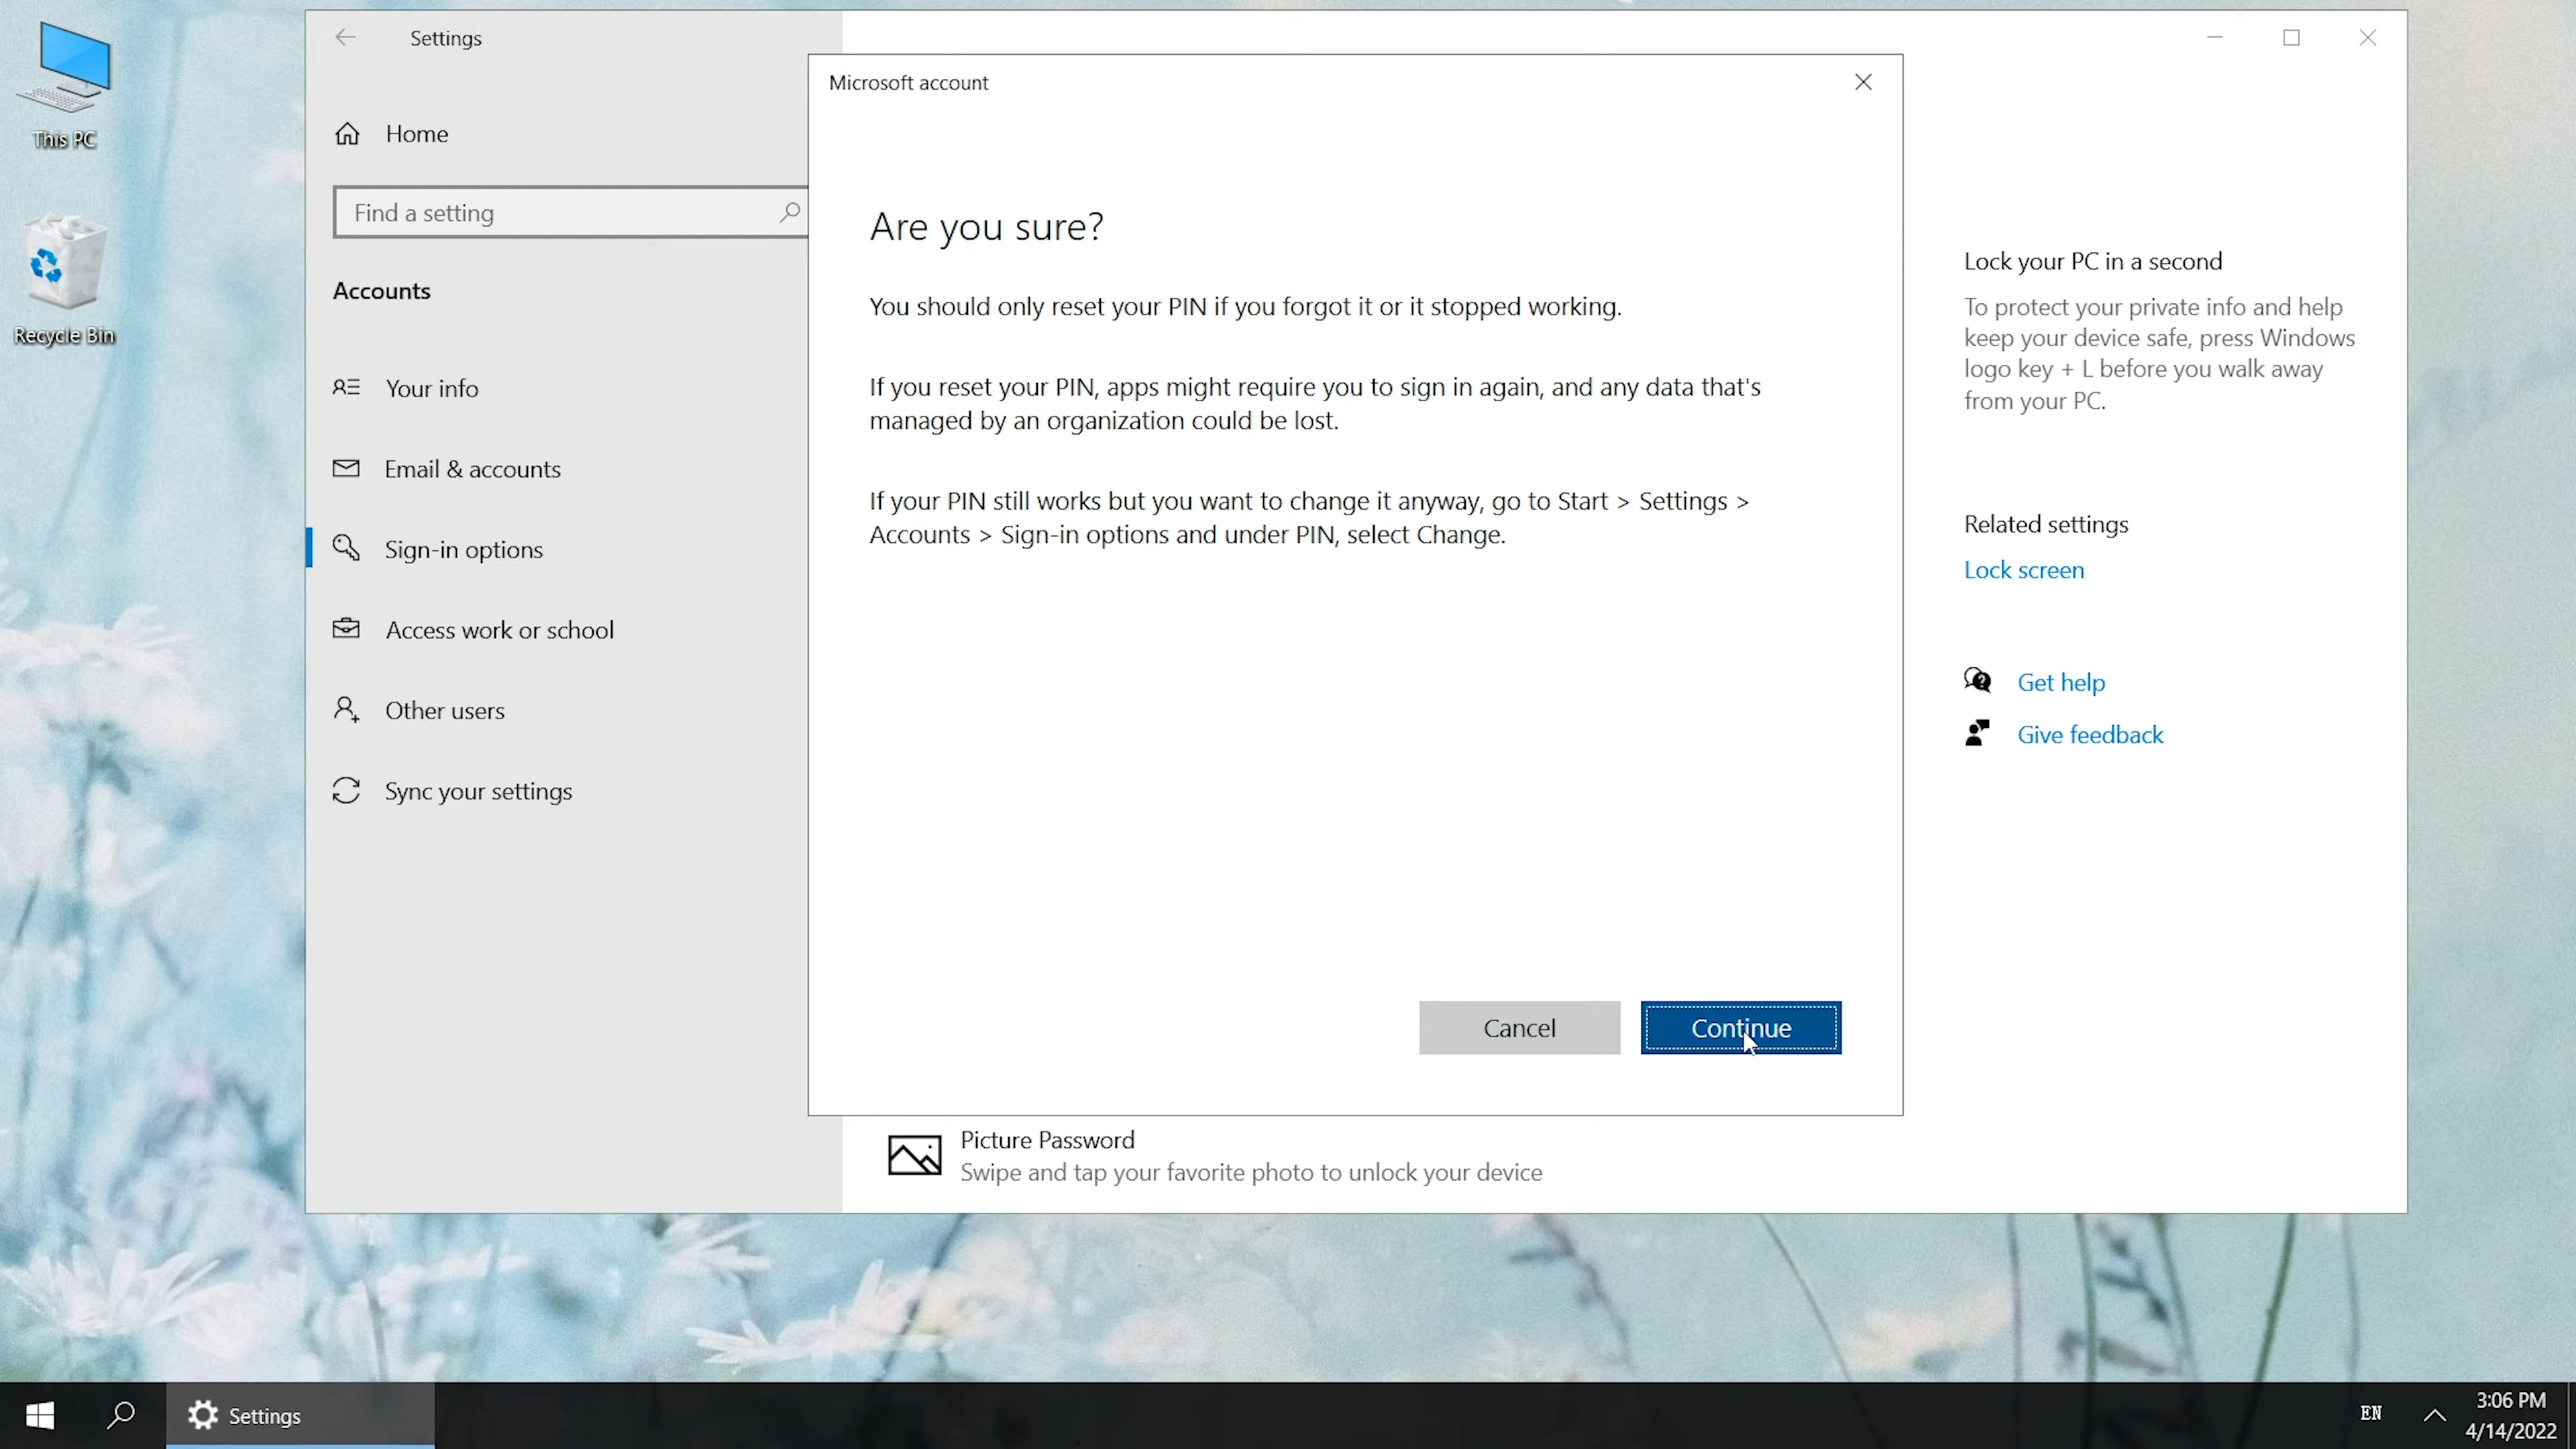 This PC
Recycle Bin
Settings
Home
Find a setting
Accounts
Your info
Email & accounts
Sign-in options
Access work or school
Other users
Sync your settings
Microsoft account
Are you sure?
You should only reset your PIN if you forgot it or it stopped working.
If you reset your PIN, apps might require you to sign in again, and any data that's
managed by an organization could be lost.
If your PIN still works but you want to change it anyway, go to Start > Settings >
Accounts > Sign-in options and under PIN, select Change.
Cancel
Continue
Picture Password
Swipe and tap your favorite photo to unlock your device
Lock your PC in a second
To protect your private info and help
keep your device safe, press Windows
logo key + L before you walk away
from your PC.
Related settings
Lock screen
Get help
Give feedback
Settings
EN
3:06 PM
4/14/2022